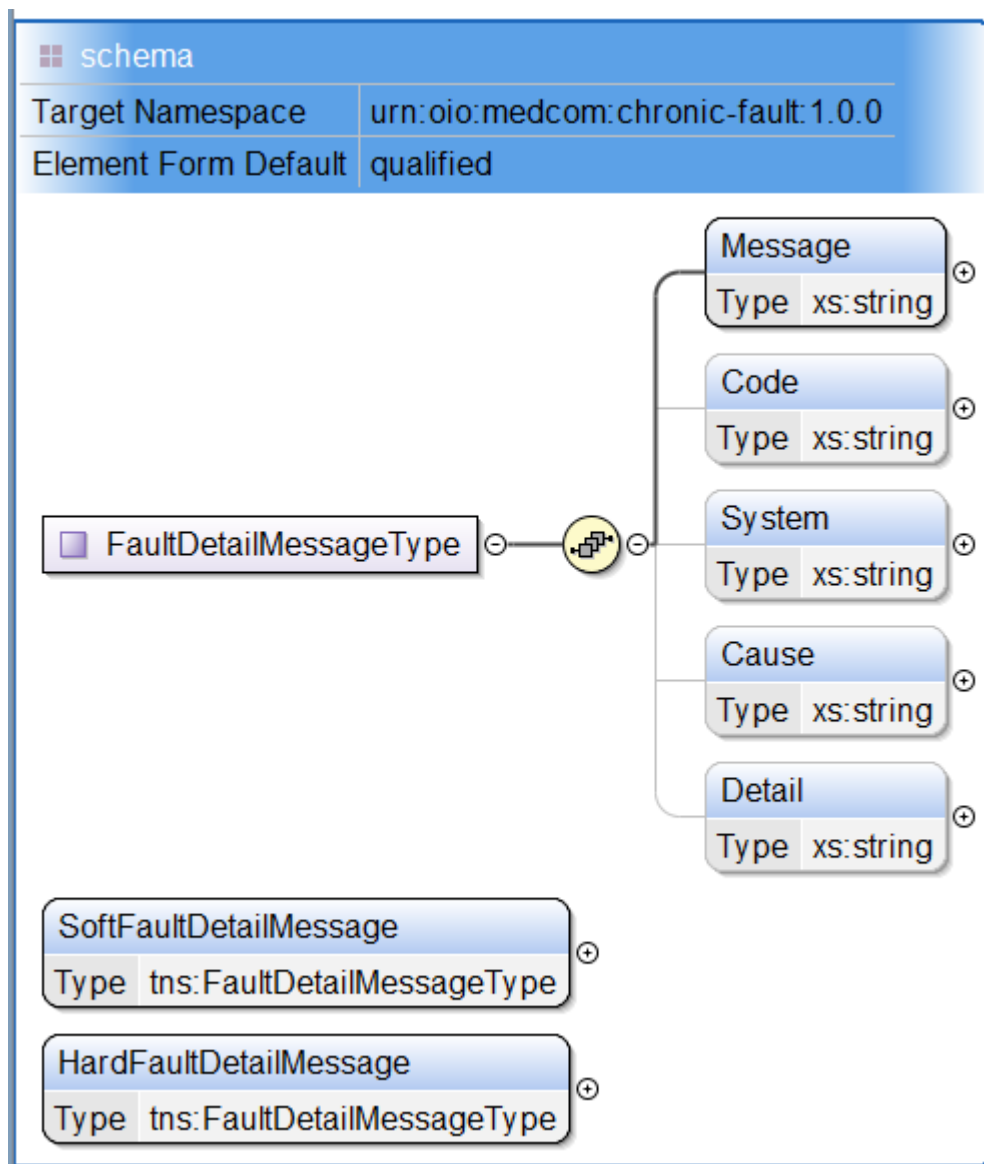 schema
Target Namespace urn:oio:medcom:chronic-fault:1.0.0
Element Form Default qualified
Message
Type xs:string
Code
Type xs:string
System
Type xs:string
FaultDetailMessageType
Cause
Type xs:string
Detail
Type xs:string
SoftFaultDetailMessage
Type tns:FaultDetailMessageType
HardFaultDetailMessage
Type tns:FaultDetailMessageType